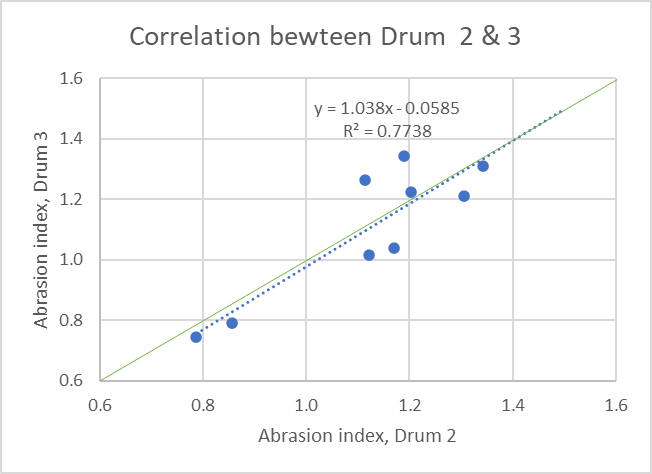 Correlation bewteen Drum  2 & 3
y = 1.038x - 0.0585
R² = 0.7738
1.6
1.4
1.2
1.0
0.8
0.6
Abrasion index, Drum 3
0.6 0.8 1.0 1.2 1.4 1.6
Abrasion index, Drum 2